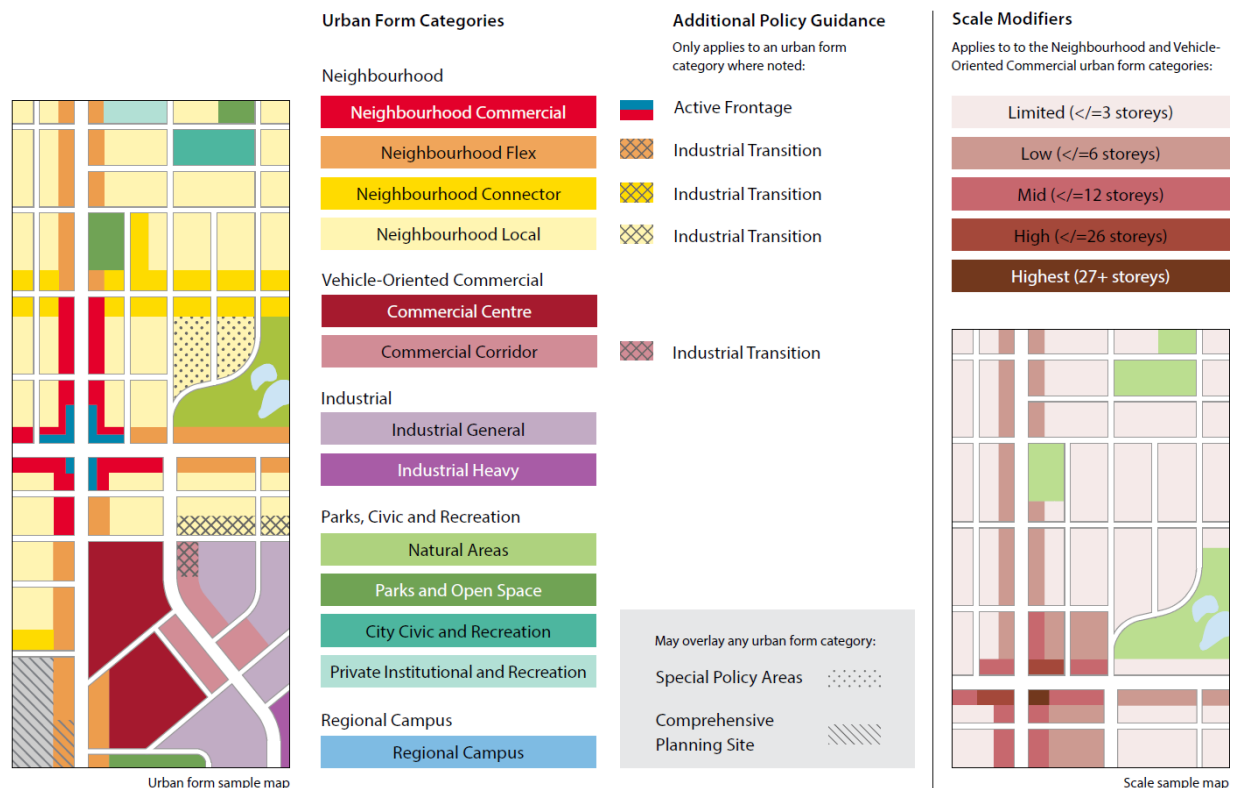 Urban Form Categories
Neighbourhood
Neighbourhood Commercial
Neighbourhood Flex
Neighbourhood Connector
Neighbourhood Local
Vehicle-Oriented Commercial
Commercial Centre
Commercial Corridor
Industrial
Industrial General
Industrial Heavy
Parks, Civic and Recreation
Natural Areas
Parks and Open Space
City Civic and Recreation
Private Institutional and Recreation
Regional Campus
Regional Campus
Urban form sample map
Additional Policy Guidance
Only applies to an urban form
category where noted:
Active Frontage
Industrial Transition
Industrial Transition
Industrial Transition
Industrial Transition
May overlay any urban form category:
Special Policy Areas
Comprehensive
Planning Site
Scale Modifiers
Applies to to the Neighbourhood and Vehicle-
Oriented Commercial urban form categories:
Limited (</=3 storeys)
Low (</=6 storeys)
Mid (</=12 storeys)
High (</=26 storeys)
Highest (27+ storeys)
Scale sample map